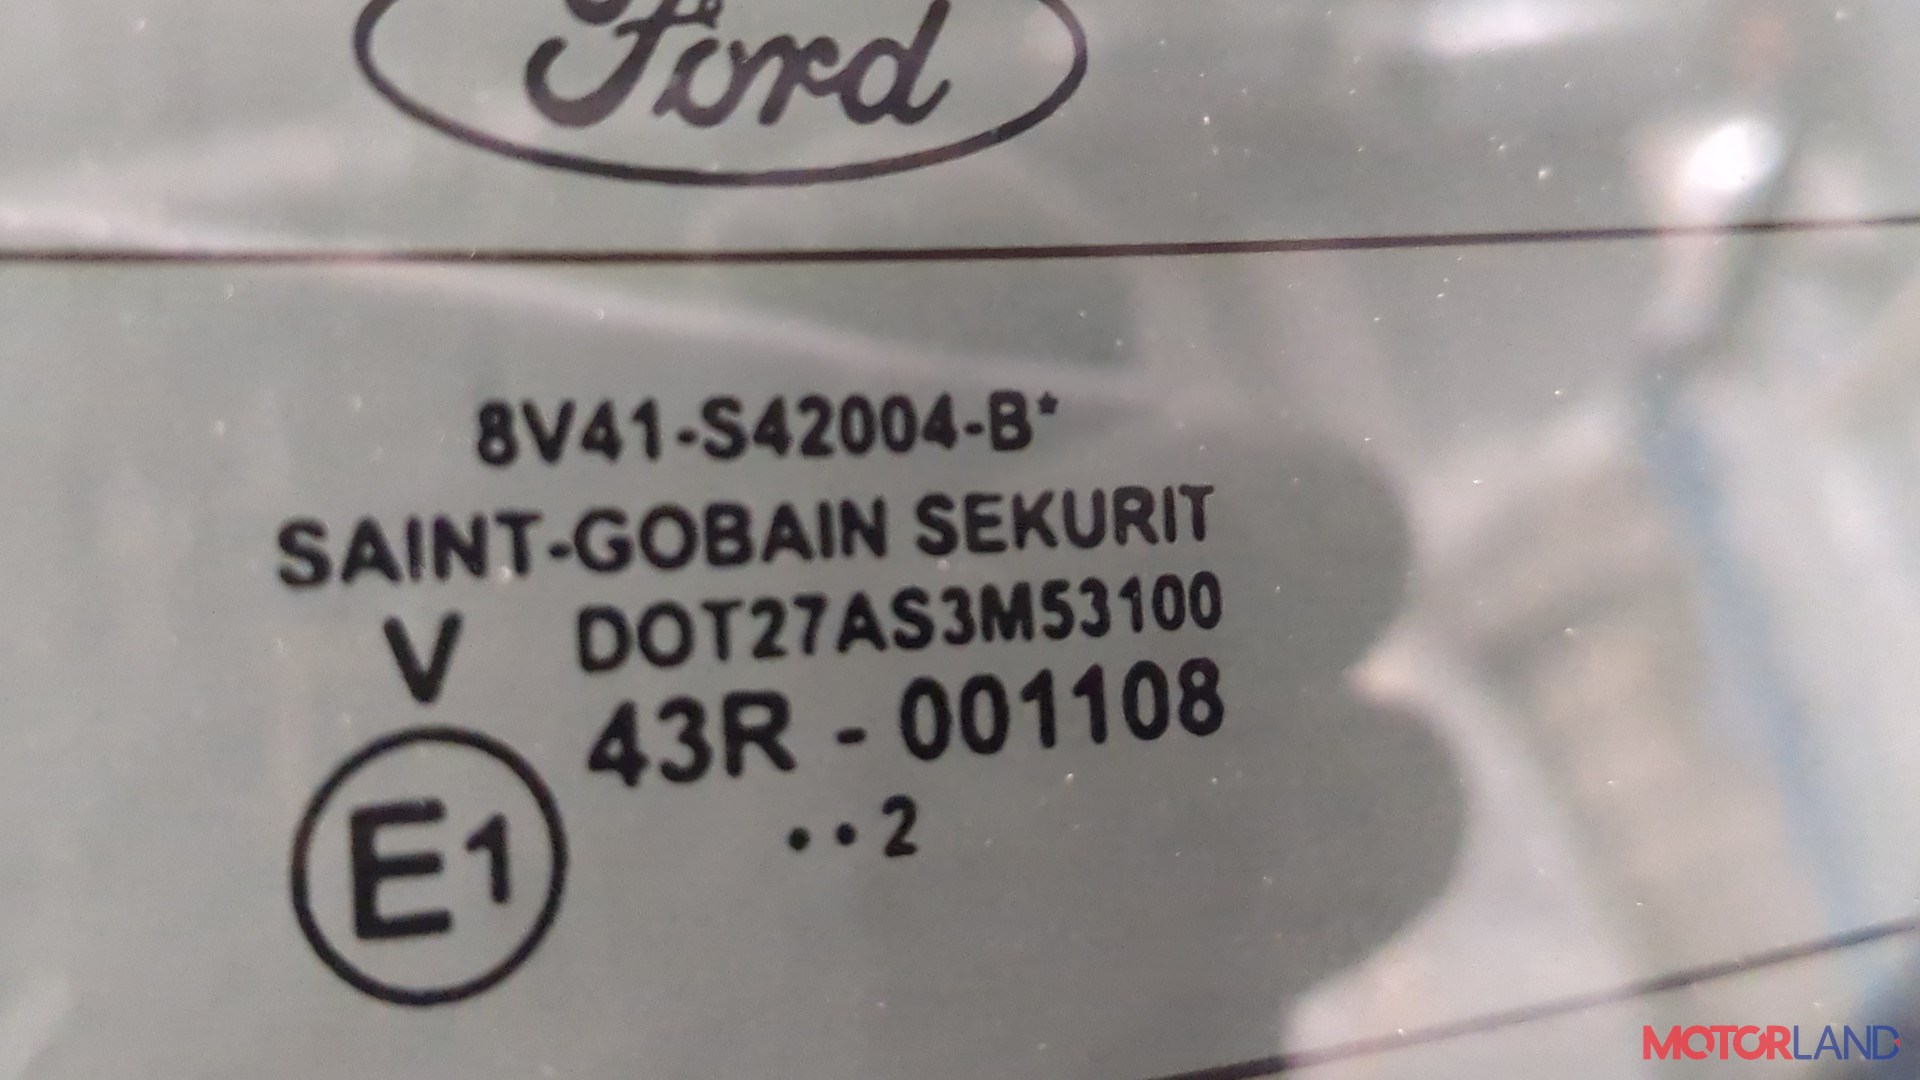 Ford
8V41-S42004-B*
SAINT-GOBAIN SEKURIT
V DOT27AS3M53100
43R - 001108
E1
••2
MOTORLAND